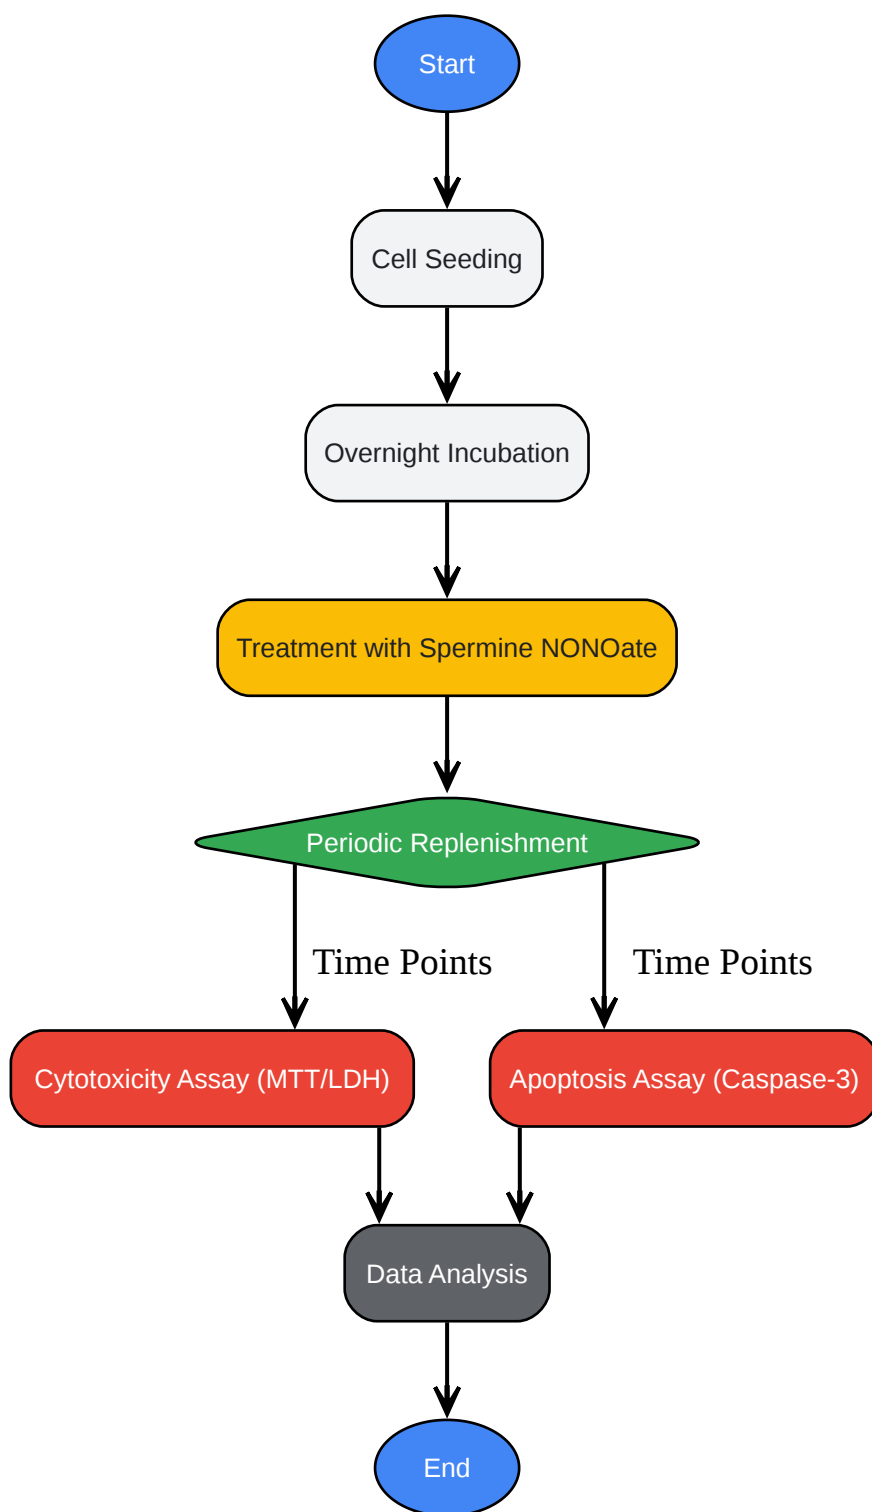 Start
Cell Seeding
Overnight Incubation
Treatment with Spermine NONOate
Periodic Replenishment
Time Points
Time Points
Cytotoxicity Assay (MTT/LDH)
Apoptosis Assay (Caspase-3)
Data Analysis
End